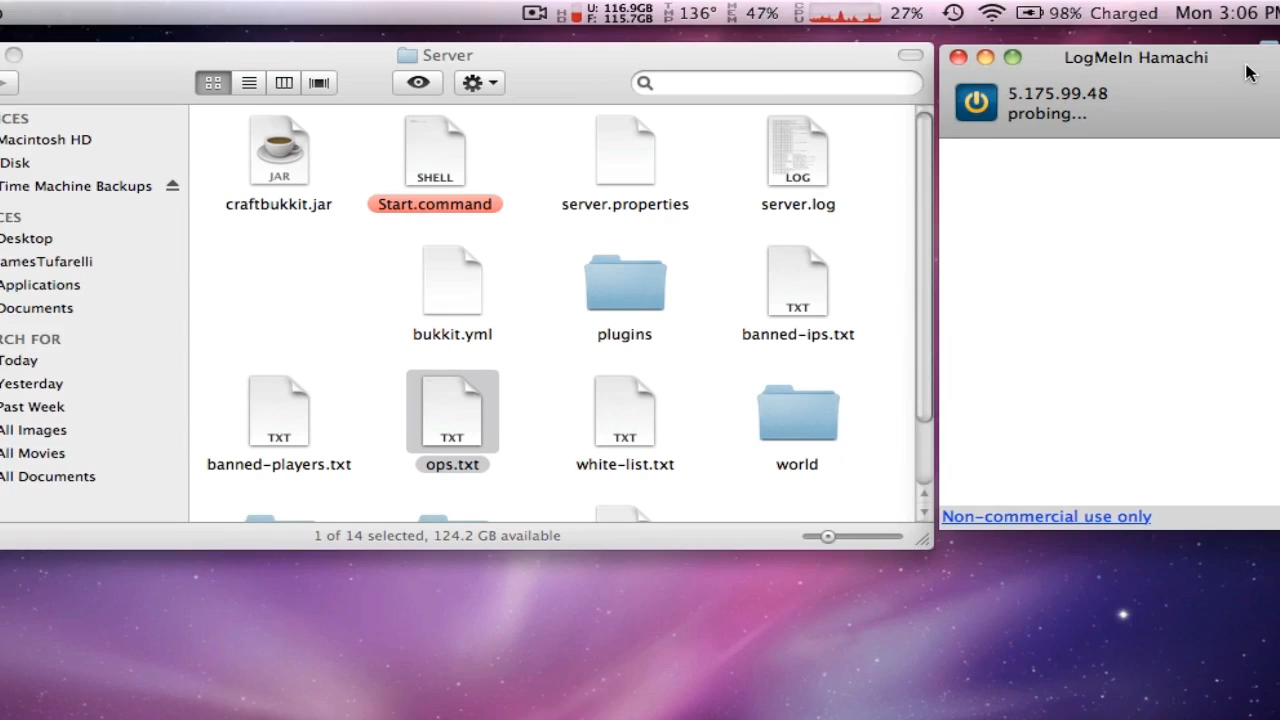 U: 116.9GB
F: 115.7GB
136° 47% 27% 98% Charged Mon 3:06 PM
Server
LogMeIn Hamachi
5.175.99.48
probing...
CES
Macintosh HD
Disk
Time Machine Backups
CES
Desktop
amesTufarelli
Applications
Documents
RCH FOR
Today
Yesterday
Past Week
All Images
All Movies
All Documents
JAR
craftbukkit.jar
SHELL
Start.command
server.properties
LOG
server.log
bukkit.yml
plugins
TXT
banned-ips.txt
TXT
banned-players.txt
TXT
ops.txt
TXT
white-list.txt
world
1 of 14 selected, 124.2 GB available
Non-commercial use only